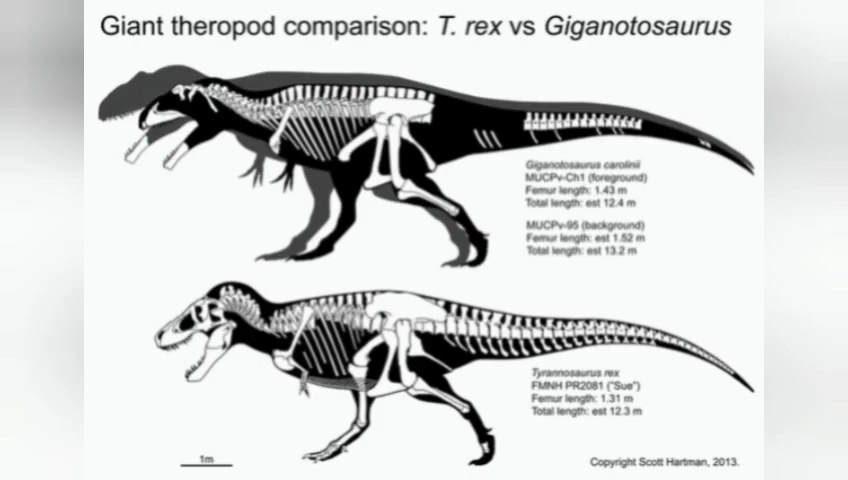 Giant theropod comparison: T. rex vs Giganotosaurus
Giganotosaurus carolinii
MUCPv-Ch1 (foreground)
Femur length: 1.43 m
Total length: est 12.4 m
MUCPv-95 (background)
Femur length: est 1.52 m
Total length: est 13.2 m
Tyrannosaurus rex
FMNH PR2081 ("Sue")
Femur length: 1.31 m
Total length: est 12.3 m
1m
Copyright Scott Hartman, 2013.